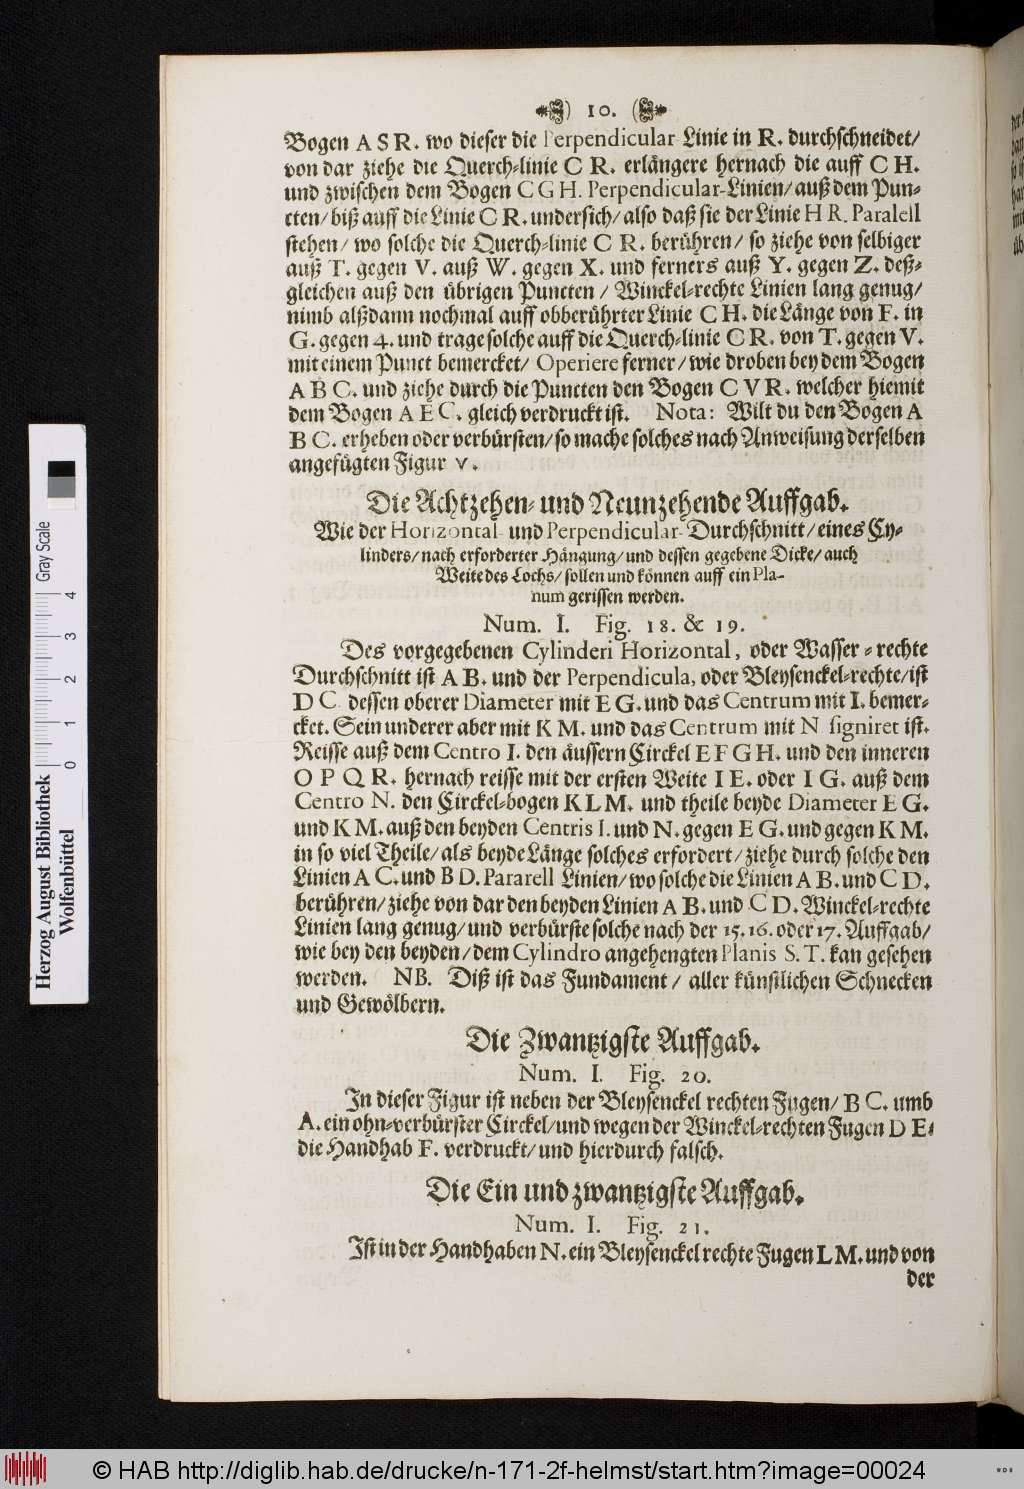 10.
Bogen A S R. wo dieser die Perpendicular-Linie in R. durchschneidet/
von dar ziehe die Querch-linie C R. erlängere hernach die auff C H.
und zwischen dem Bogen C G H. Perpendicular-Linien/ auß dem Pun-
cten/ biß auff die Linie C R. undersich/ also daß sie der Linie H R. Paralell
stehen/ wo solche die Querch-linie C R. berühren/ so ziehe von selbiger
auß T. gegen V. auß W. gegen X. und ferners auß Y. gegen Z. deß-
gleichen auß den übrigen Puncten / Winckel-rechte Linien lang genug/
nimb alßdann nochmal auff obberührter Linie C H. die Länge von F. in
G. gegen 4. und trage solche auff die Querch-linie C R. von T. gegen V.
mit einem Punct bemercket/ Operiere ferner/ wie droben bey dem Bogen
A B C. und ziehe durch die Puncten den Bogen C V R. welcher hiemit
dem Bogen A E C. gleich verdruckt ist. Nota: Wilt du den Bogen A
B C. erheben oder verbürsten/ so mache solches nach Anweisung derselben
angefügten Figur v.
Die Achtzehen- und Neunzehende Auffgab.
Wie der Horizontal- und Perpendicular-Durchschnitt/ eines Cy-
linders/ nach erforderter Hängung/ und dessen gegebene Dicke/ auch
Weite des Lochs/ sollen und können auff ein Pla-
num gerissen werden.
Num. I. Fig. 18. & 19.
Des vorgegebenen Cylinderi Horizontal, oder Wasser-rechte
Durchschnitt ist A B. und der Perpendicula, oder Bleysenckel-rechte/ ist
D C. dessen oberer Diameter mit E G. und das Centrum mit I. bemer-
cket. Sein underer aber mit K M. und das Centrum mit N signiret ist.
Reisse auß dem Centro I. den äussern Circkel E F G H. und den inneren
O P Q R. hernach reisse mit der ersten Weite I E. oder I G. auß dem
Centro N. den Circkel-bogen K L M. und theile beyde Diameter E G.
und K M. auß den beyden Centris I. und N. gegen E G. und gegen K M.
in so viel Theile/ als beyde Länge solches erfordert/ ziehe durch solche den
Linien A C. und B D. Pararell Linien/ wo solche die Linien A B. und C D.
berühren/ ziehe von dar den beyden Linien A B. und C D. Winckel-rechte
Linien lang genug/ und verbürste solche nach der 15. 16. oder 17. Auffgab/
wie bey den beyden/ dem Cylindro angehengten Planis S. T. kan gesehen
werden. NB. Diß ist das Fundament / aller künstlichen Schnecken
und Gewölbern.
Die Zwantzigste Auffgab.
Num. I. Fig. 20.
In dieser Figur ist neben der Bleysenckel rechten Fugen/ B C. umb
A. ein ohn-verbürster Circkel/ und wegen der Winckel-rechten Fugen D E.
die Handhab F. verdruckt/ und hierdurch falsch.
Die Ein und zwantzigste Auffgab.
Num. I. Fig. 21.
Ist in der Handhaben N. ein Bleysenckel rechte Fugen L M. und von
der
Herzog August Bibliothek
Wolfenbüttel
0 1 2 3 4 Gray Scale
© HAB http://diglib.hab.de/drucke/n-171-2f-helmst/start.htm?image=00024